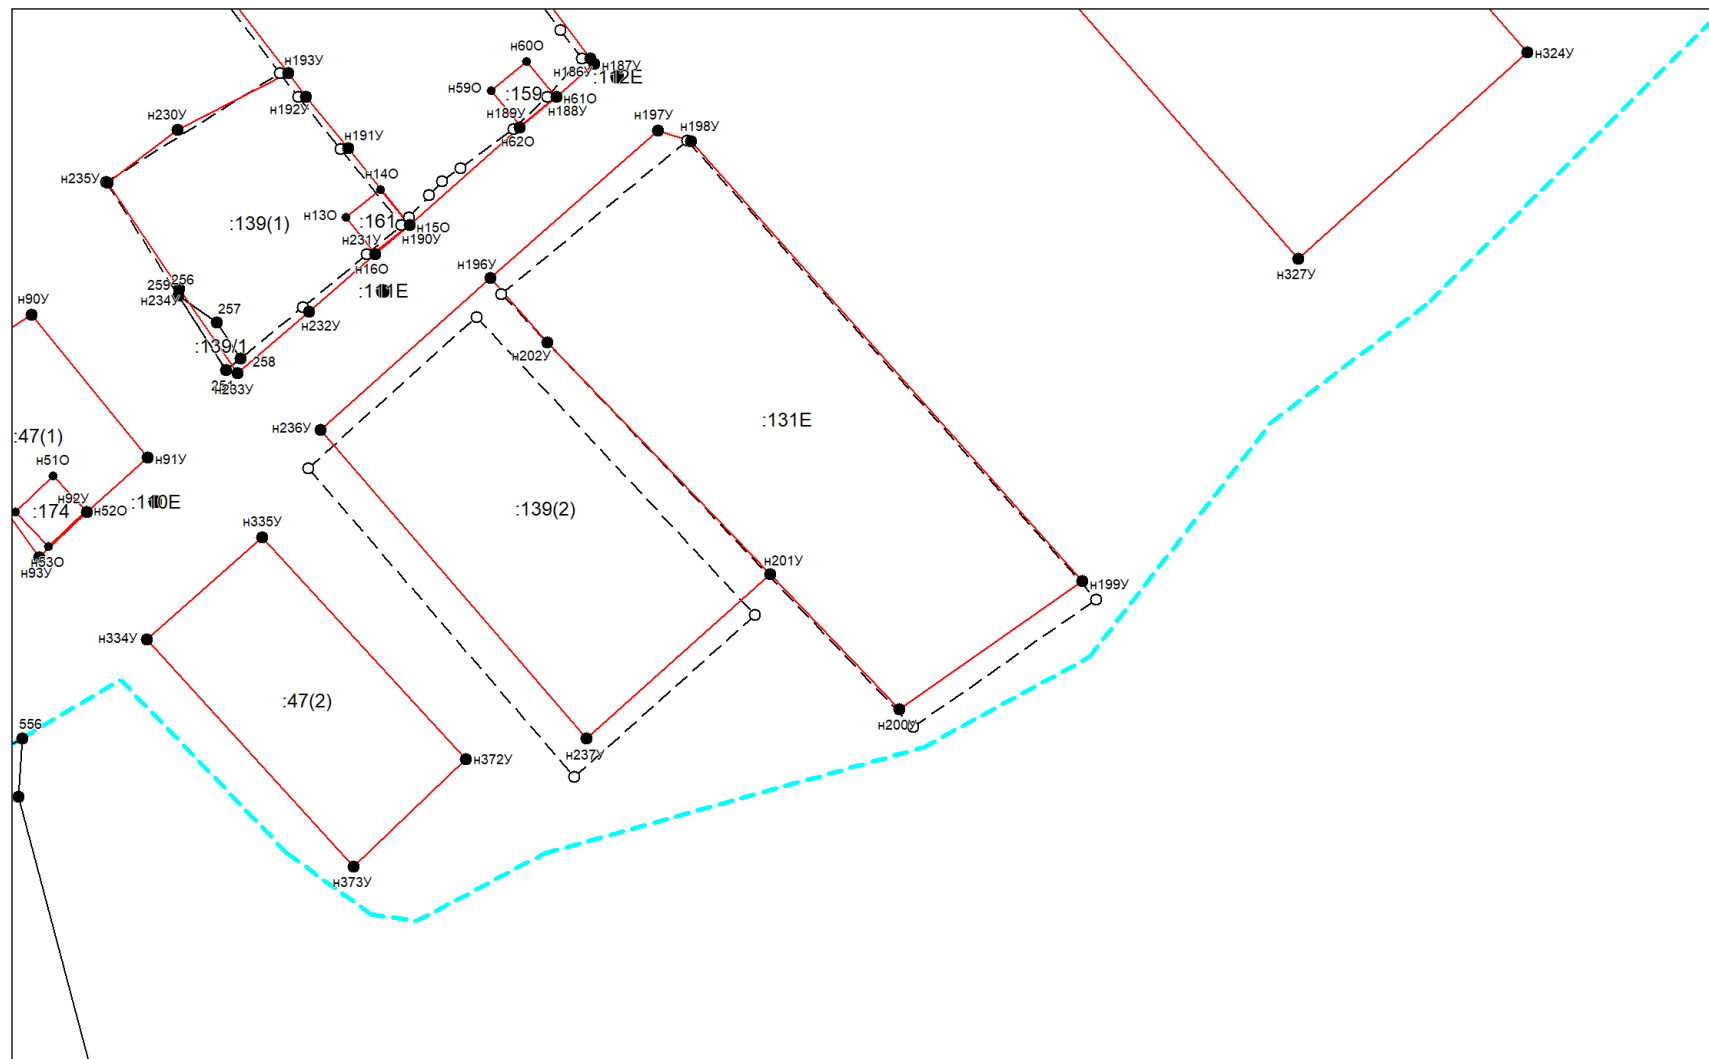 н60О
н324У
н193У
н186У
н187У
:112Е
н59О
:159
н61О
н192У
н188У
н189У
н230У
н197У
н198У
н62О
н191У
н14О
н235У
н13О
:161
:139(1)
н15О
н190У
н231У
н16О
н327У
н196У
256
259
:111Е
н234У
н90У
257
н232У
:139/1
н202У
258
251
н233У
:131Е
н236У
:47(1)
н51О
н91У
н92У
:110Е
:174
н52О
:139(2)
н335У
н53О
н93У
н201У
н199У
н334У
:47(2)
556
н200У
н237У
н372У
н373У